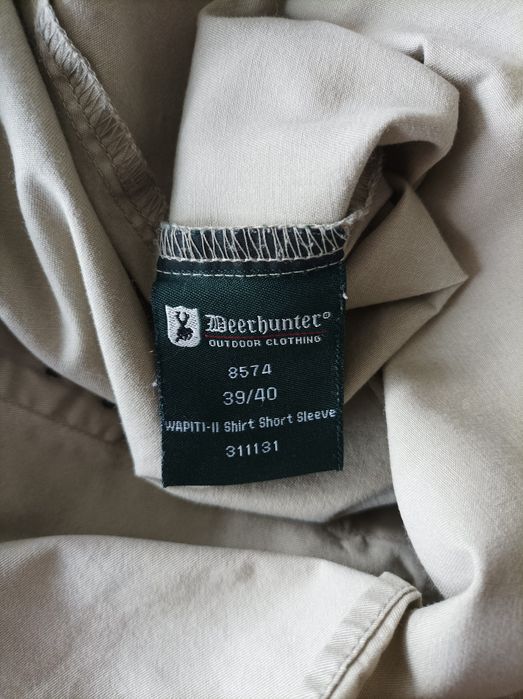 Deerhunter®
OUTDOOR CLOTHING
8574
39/40
WAPITI-II Shirt Short Sleeve
311131